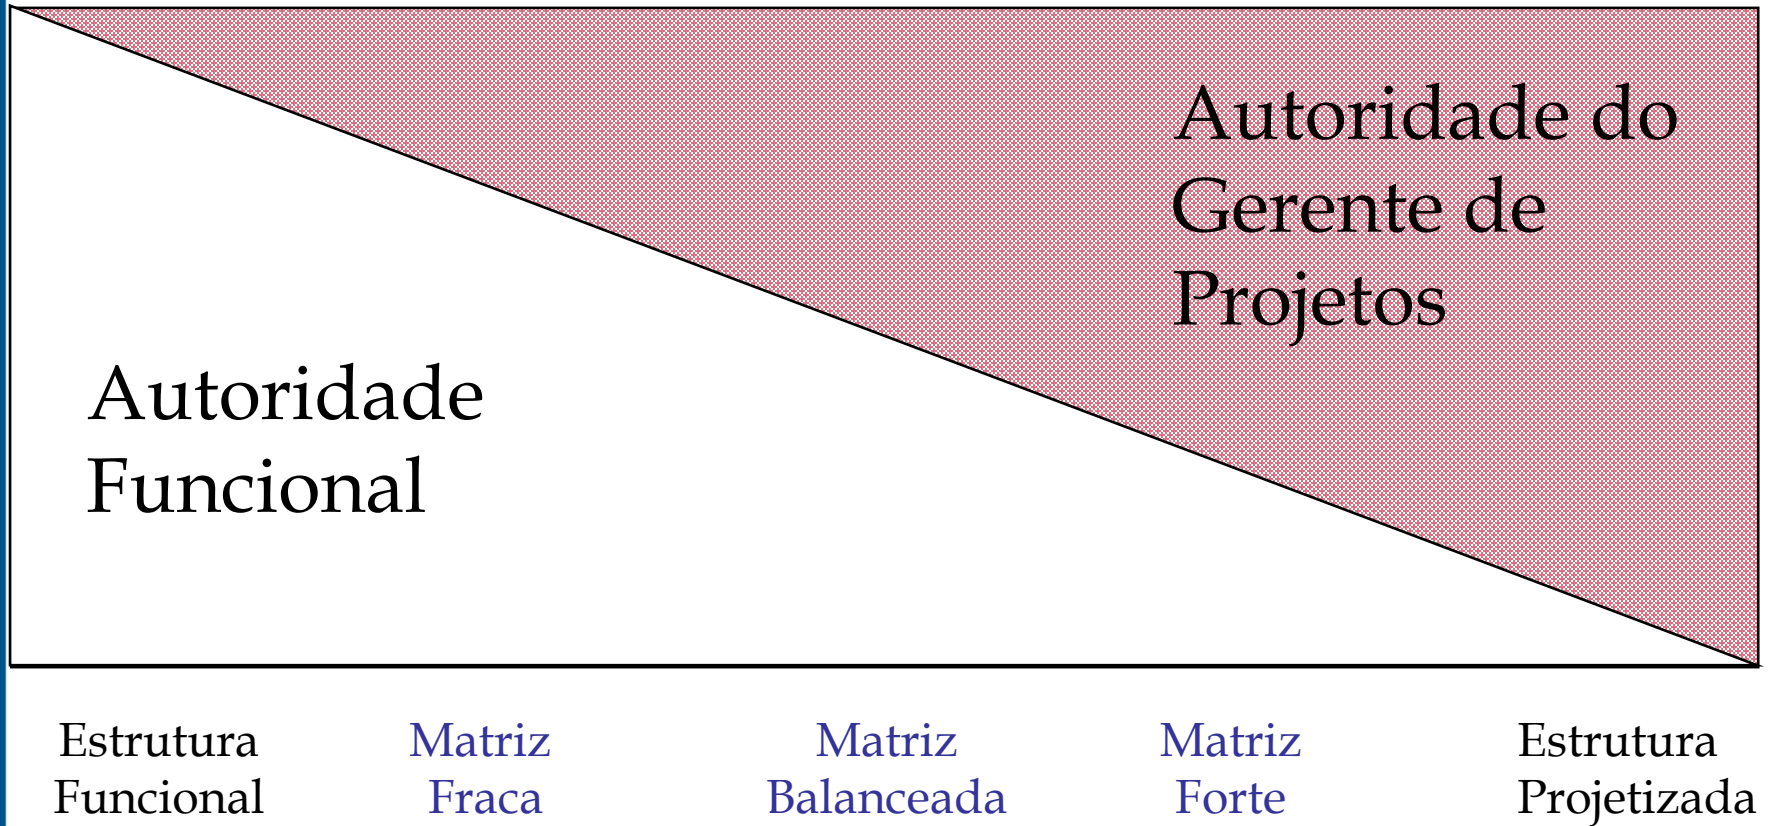 Autoridade do
Gerente de
Projetos
Autoridade
Funcional
Estrutura
Funcional
Matriz
Fraca
Matriz
Balanceada
Matriz
Forte
Estrutura
Projetizada